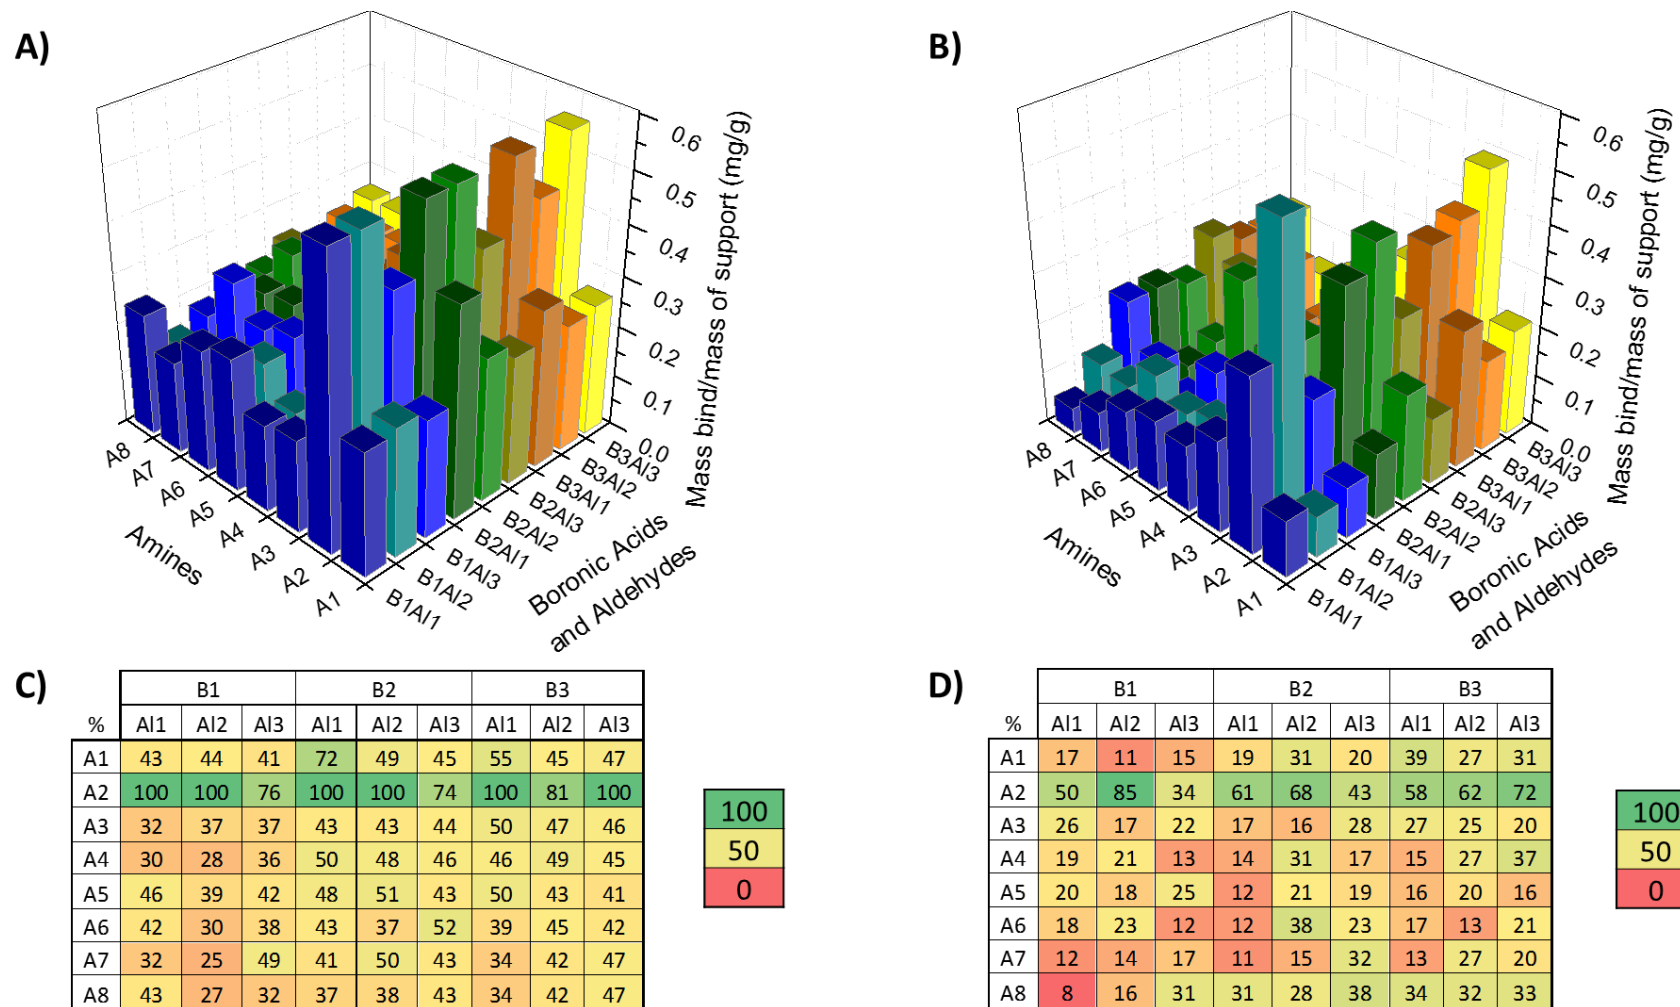 A)
0.6
0.5
0.4
0.3
0.2
0.1
0.0
Mass bind/mass of support (mg/g)
A8
A7
A6
A5
A4
A3
A2
A1
Amines
B3Al3
B3Al2
B3Al1
B2Al3
B2Al2
B2Al1
B1Al3
B1Al2
B1Al1
Boronic Acids
and Aldehydes
B)
0.6
0.5
0.4
0.3
0.2
0.1
0.0
Mass bind/mass of support (mg/g)
A8
A7
A6
A5
A4
A3
A2
A1
Amines
B3Al3
B3Al2
B3Al1
B2Al3
B2Al2
B2Al1
B1Al3
B1Al2
B1Al1
Boronic Acids
and Aldehydes
C)
B1 B2 B3
% Al1 Al2 Al3 Al1 Al2 Al3 Al1 Al2 Al3
A1 43 44 41 72 49 45 55 45 47
A2 100 100 76 100 100 74 100 81 100
A3 32 37 37 43 43 44 50 47 46
A4 30 28 36 50 48 46 46 49 45
A5 46 39 42 48 51 43 50 43 41
A6 42 30 38 43 37 52 39 45 42
A7 32 25 49 41 50 43 34 42 47
A8 43 27 32 37 38 43 34 42 47
100
50
0
D)
B1 B2 B3
% Al1 Al2 Al3 Al1 Al2 Al3 Al1 Al2 Al3
A1 17 11 15 19 31 20 39 27 31
A2 50 85 34 61 68 43 58 62 72
A3 26 17 22 17 16 28 27 25 20
A4 19 21 13 14 31 17 15 27 37
A5 20 18 25 12 21 19 16 20 16
A6 18 23 12 12 38 23 17 13 21
A7 12 14 17 11 15 32 13 27 20
A8 8 16 31 31 28 38 34 32 33
100
50
0